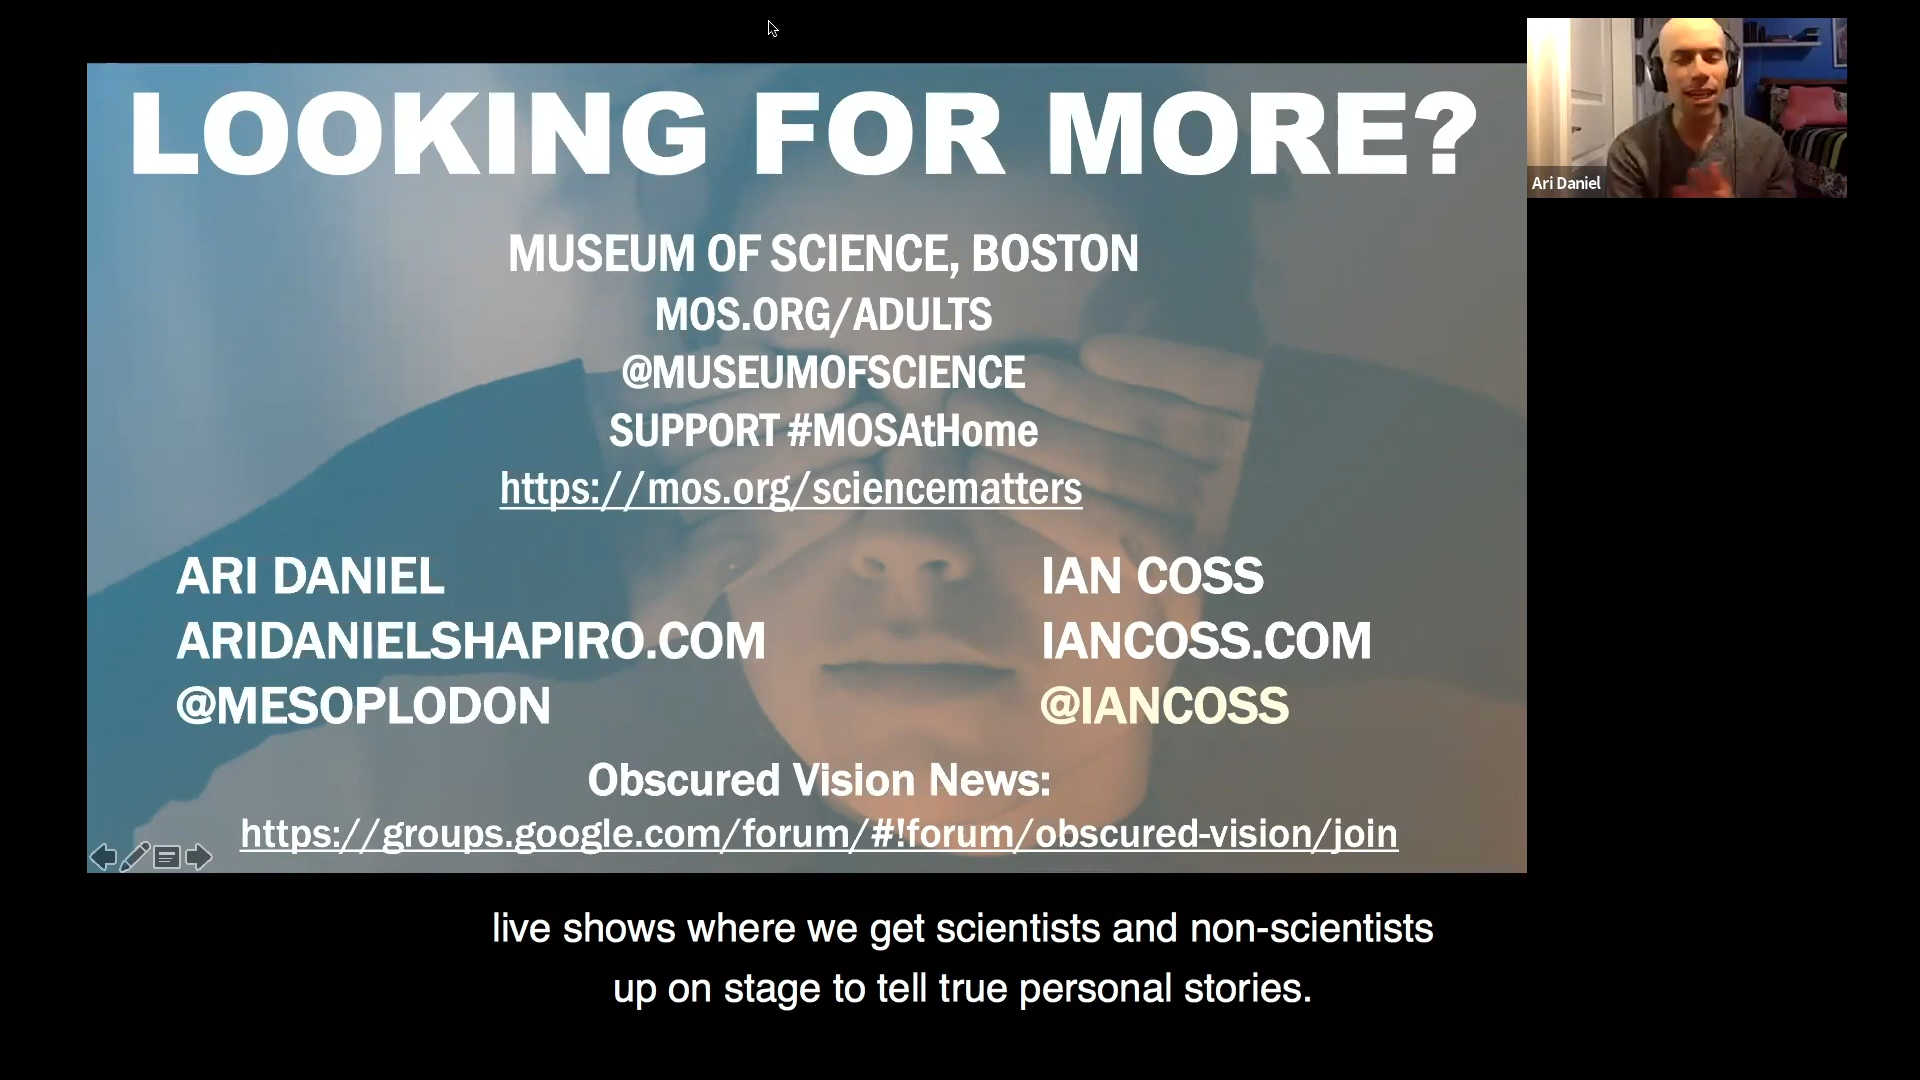 LOOKING FOR MORE?
MUSEUM OF SCIENCE, BOSTON
MOS.ORG/ADULTS
@MUSEUMOFSCIENCE
SUPPORT #MOSAtHome
https://mos.org/sciencematters
ARI DANIEL
ARIDANIELSHAPIRO.COM
@MESOPLODON
IAN COSS
IANCOSS.COM
@IANCOSS
Obscured Vision News:
https://groups.google.com/forum/#!forum/obscured-vision/join
Ari Daniel
live shows where we get scientists and non-scientists
up on stage to tell true personal stories.